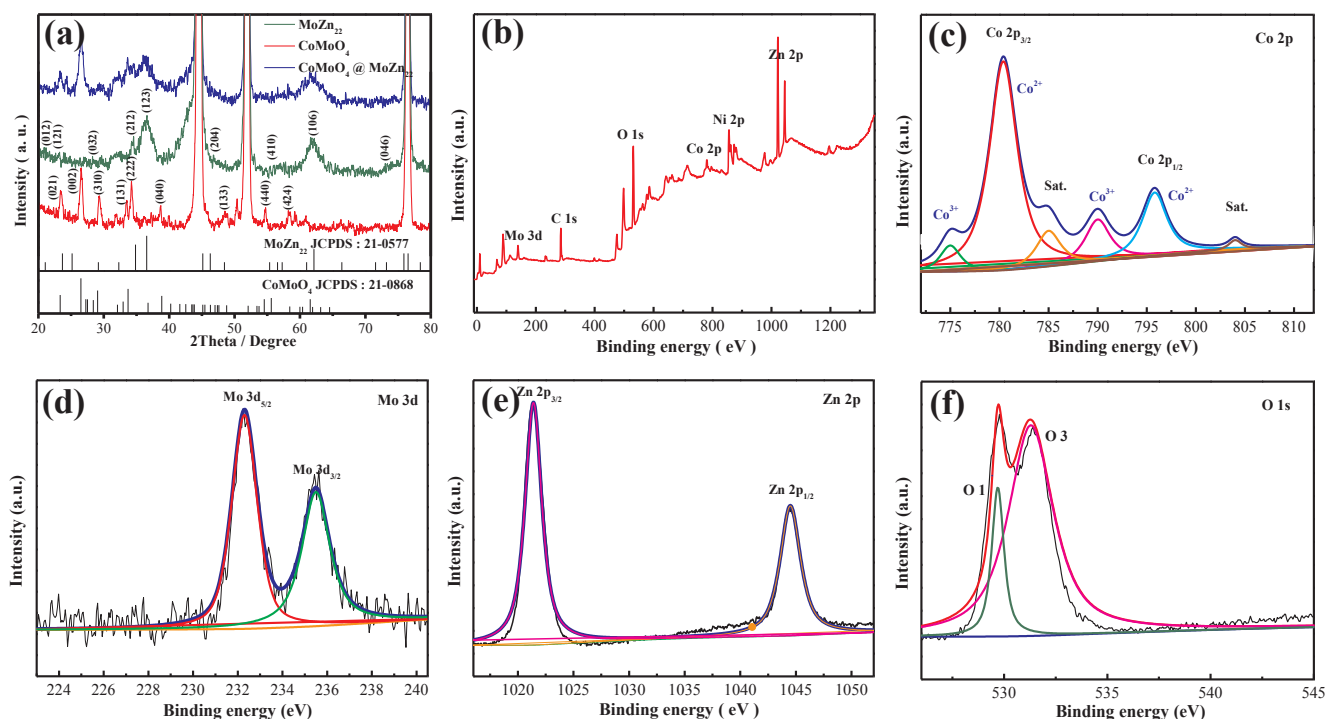 (a)
MoZn22
CoMoO4
CoMoO4 @ MoZn22
(012)
(121)
(032)
(212)
(123)
(204)
(410)
(106)
(046)
(021)
(002)
(310)
(131)
(222)
(040)
(133)
(440)
(424)
MoZn22 JCPDS : 21-0577
CoMoO4 JCPDS : 21-0868
Intensity ( a. u. )
20 30 40 50 60 70 80
2Theta / Degree
(b)
Zn 2p
O 1s
Ni 2p
Co 2p
C 1s
Mo 3d
Intensity (a.u.)
0 200 400 600 800 1000 1200
Binding energy ( eV )
(c)
Co 2p
Co 2p3/2
Co2+
Co 2p1/2
Sat.
Co3+
Co3+
Co2+
Sat.
Intensity (a.u.)
775 780 785 790 795 800 805 810
Binding energy (eV)
(d)
Mo 3d
Mo 3d5/2
Mo 3d3/2
Intensity (a.u.)
224 226 228 230 232 234 236 238 240
Binding energy (eV)
(e)
Zn 2p
Zn 2p3/2
Zn 2p1/2
Intensity (a.u.)
1020 1025 1030 1035 1040 1045 1050
Binding energy (eV)
(f)
O 1s
O 3
O 1
Intensity (a.u.)
530 535 540 545
Binding energy (eV)